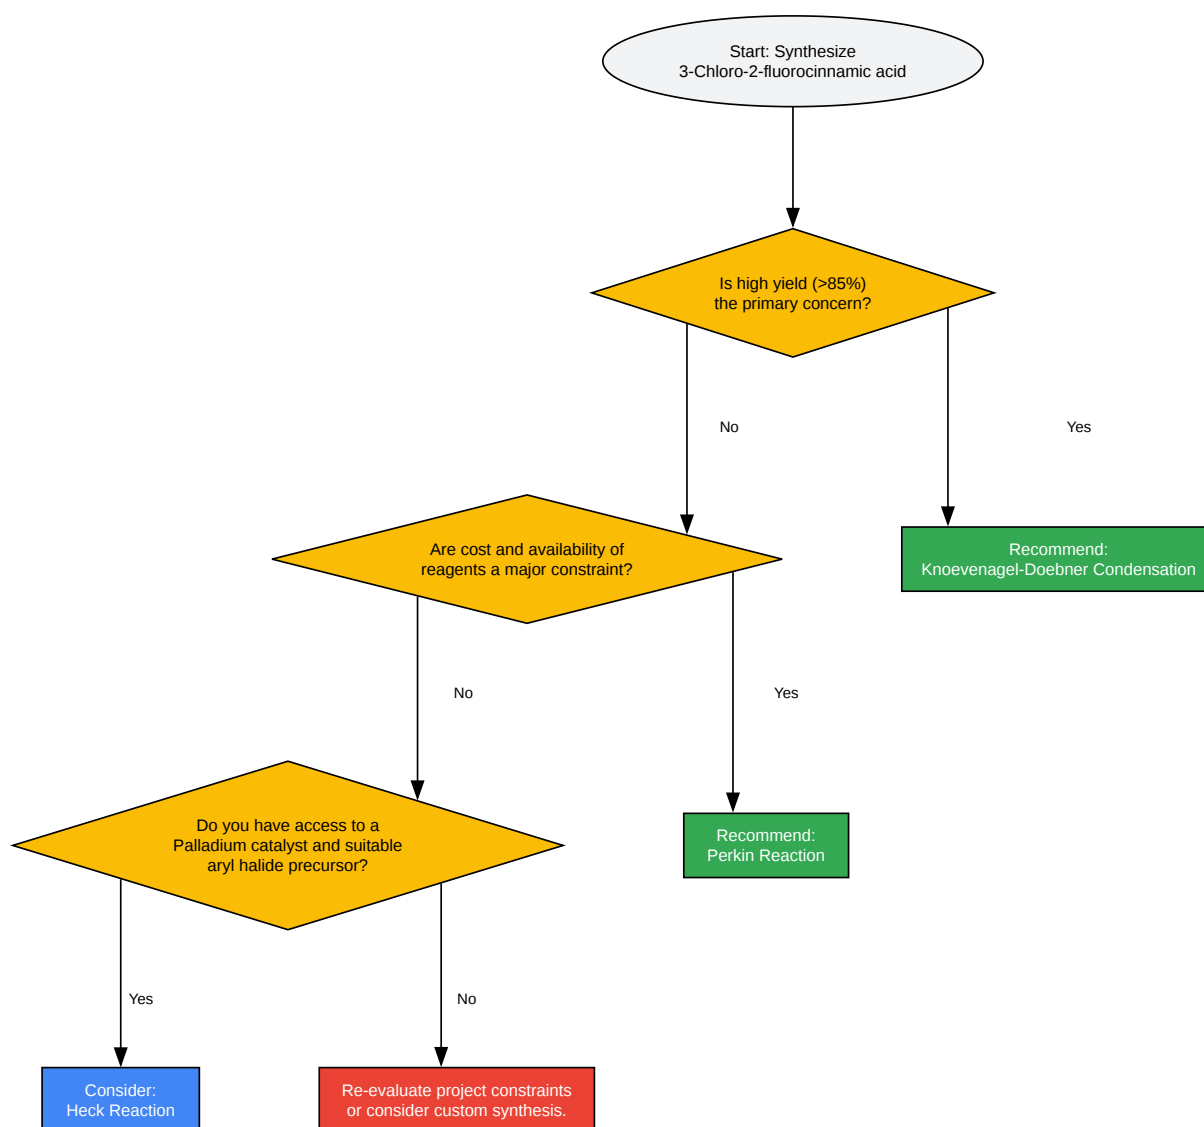 Start: Synthesize
3-Chloro-2-fluorocinnamic acid
Is high yield (>85%)
the primary concern?
No
Yes
Are cost and availability of
reagents a major constraint?
Recommend:
Knoevenagel-Doebner Condensation
No
Yes
Do you have access to a
Palladium catalyst and suitable
aryl halide precursor?
Recommend:
Perkin Reaction
Yes
No
Consider:
Heck Reaction
Re-evaluate project constraints
or consider custom synthesis.